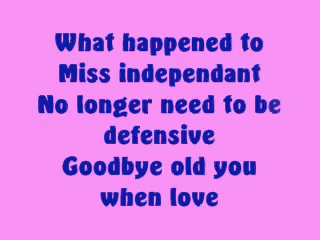 What happened to
Miss independant
No longer need to be
defensive
Goodbye old you
when love